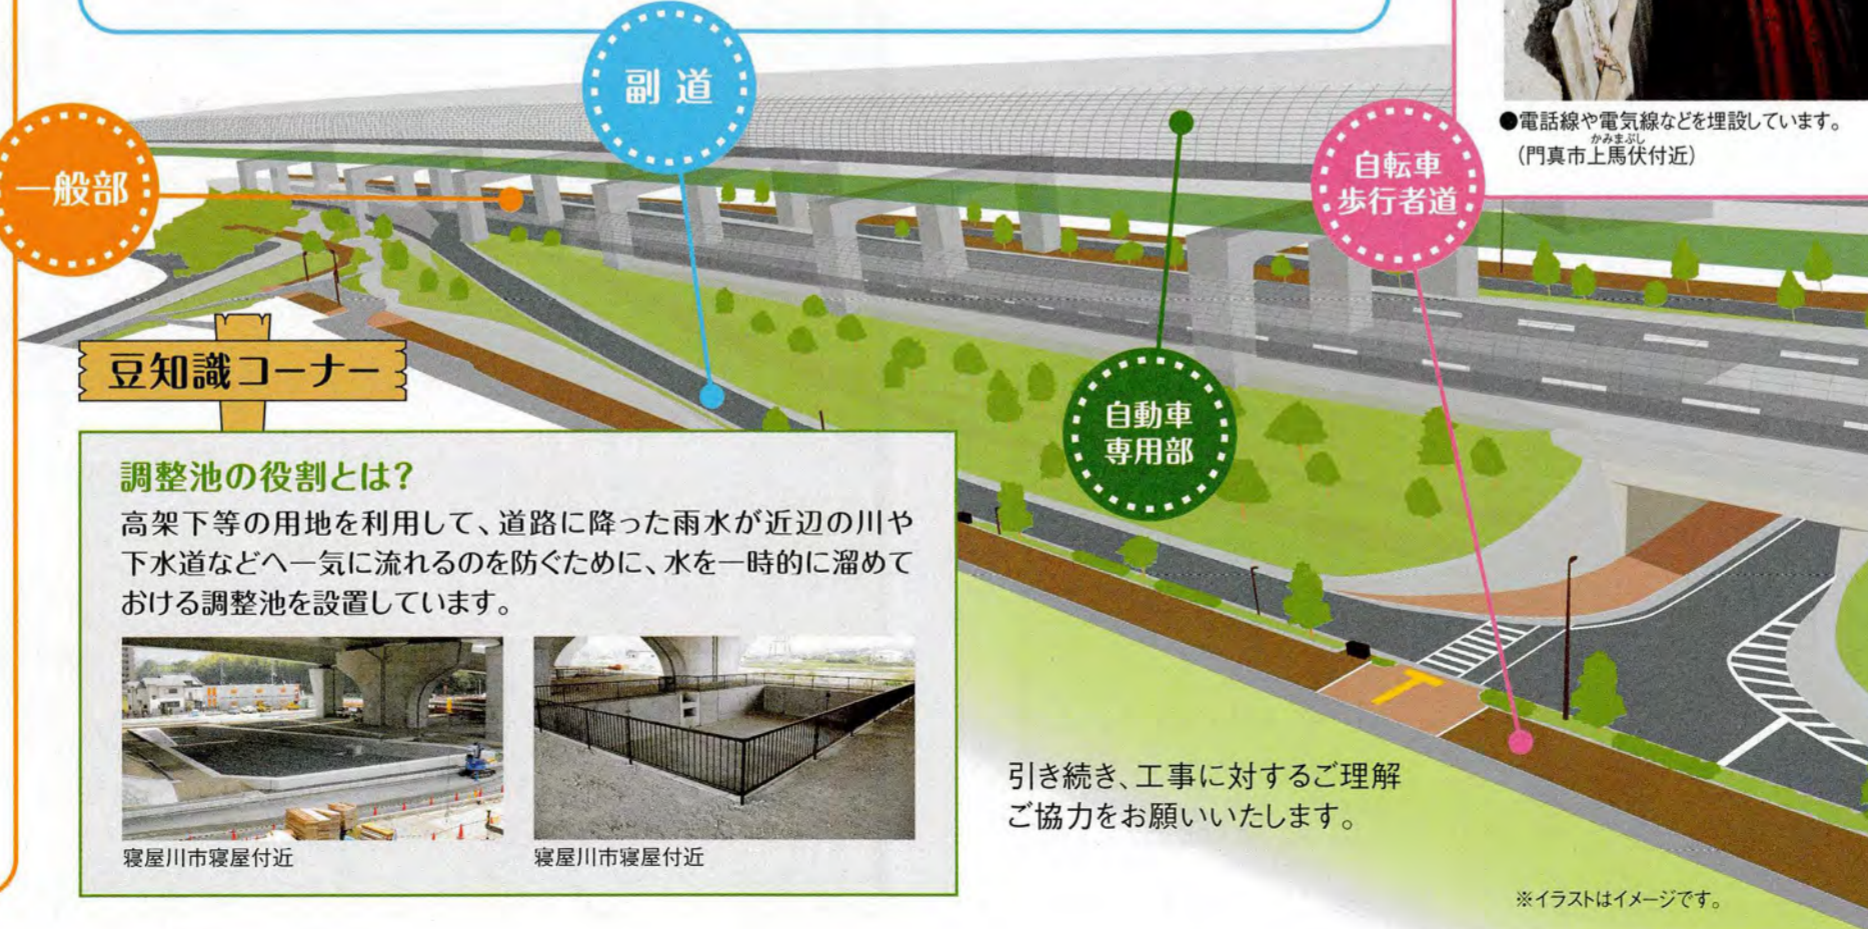 副道
一般部
自転車
歩行者道
●電話線や電気線などを埋設しています。
かみまぶし
(門真市上馬伏付近)
豆知識コーナー
自動車
専用部
調整池の役割とは?
高架下等の用地を利用して、道路に降った雨水が近辺の川や
下水道などへ一気に流れるのを防ぐために、水を一時的に溜めて
おける調整池を設置しています。
寝屋川市寝屋付近
寝屋川市寝屋付近
引き続き、工事に対するご理解
ご協力をお願いいたします。
※イラストはイメージです。